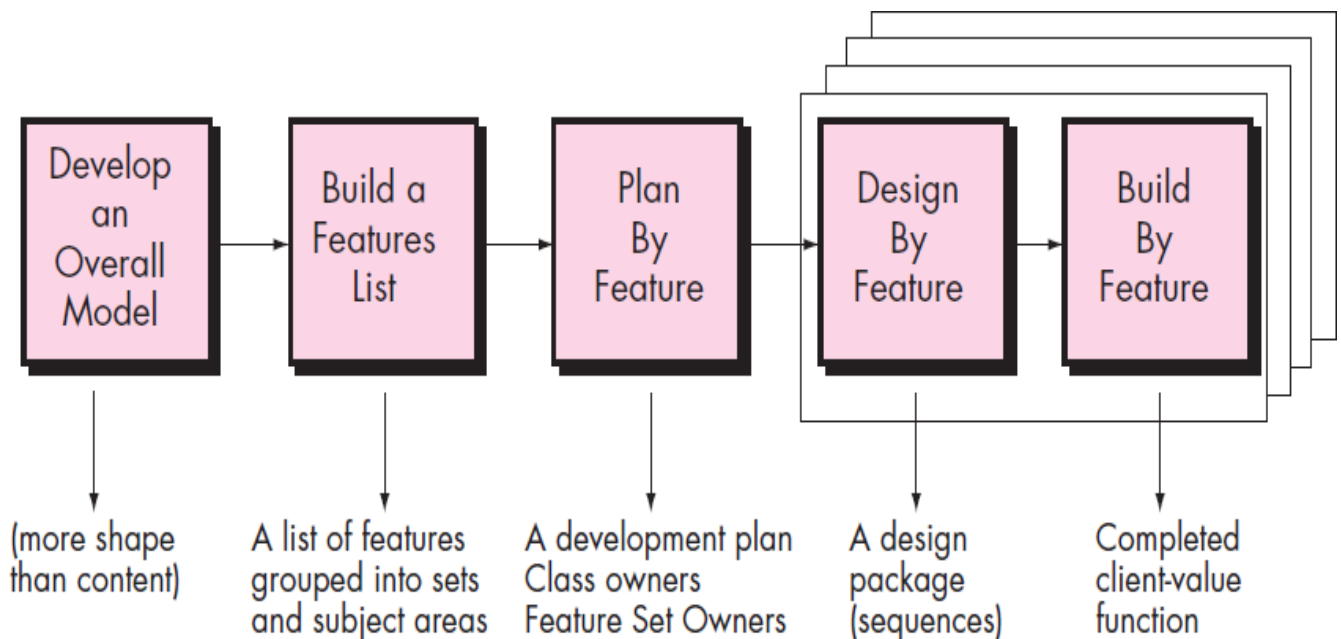 Develop
an
Overall
Model
Build a
Features
List
Plan
By
Feature
Design
By
Feature
Build
By
Feature
(more shape
than content)
A list of features
grouped into sets
and subject areas
A development plan
Class owners
Feature Set Owners
A design
package
(sequences)
Completed
client-value
function